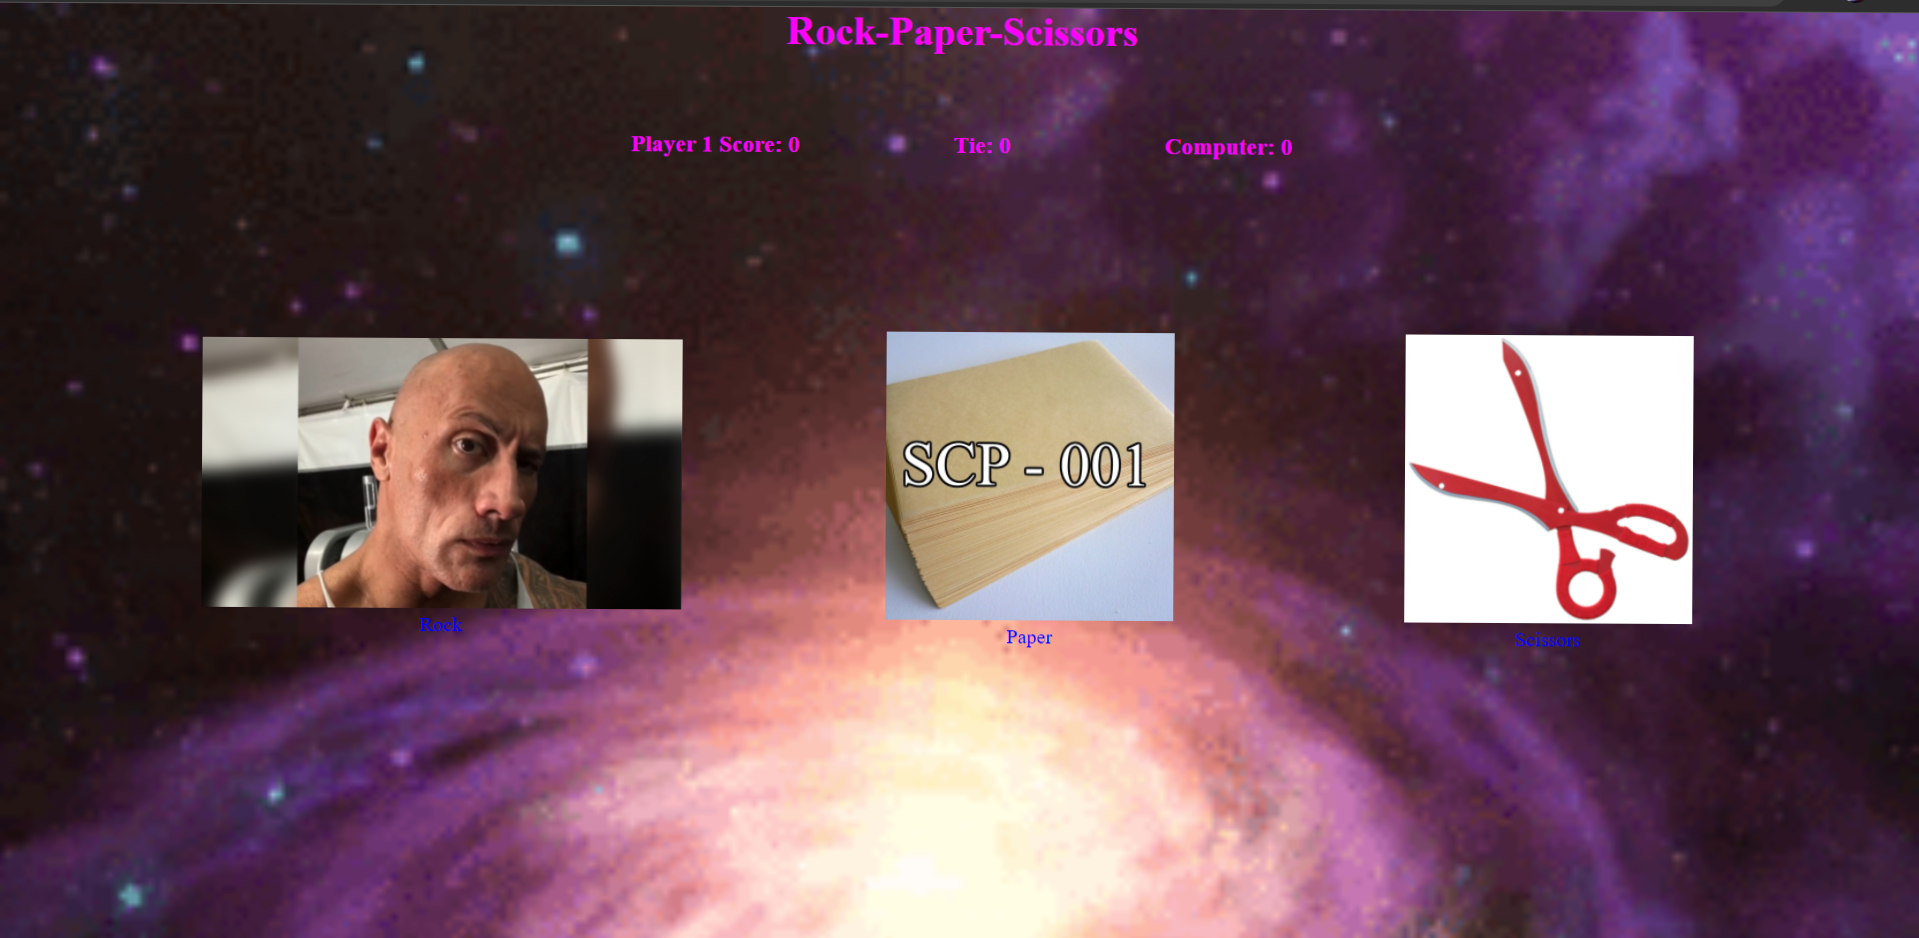 Rock-Paper-Scissors
Player 1 Score: 0 Tie: 0 Computer: 0
SCP - 001
Rock
Paper
Scissors